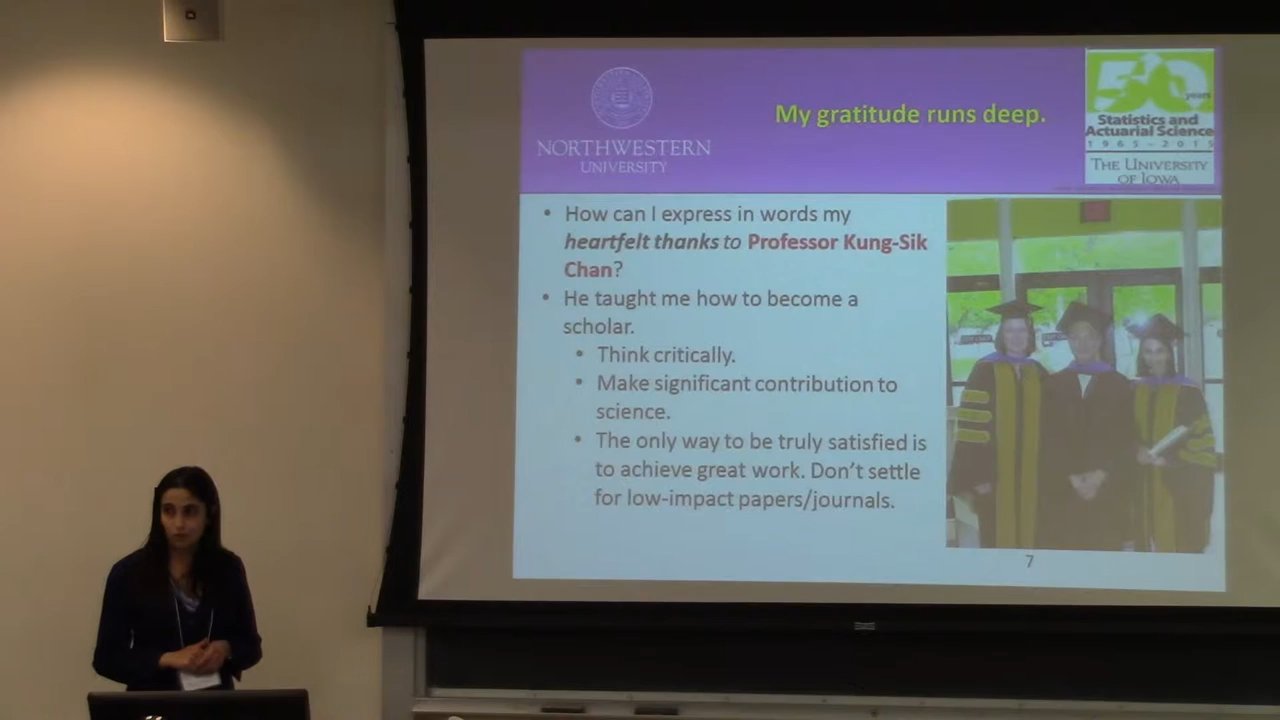 My gratitude runs deep.
NORTHWESTERN
UNIVERSITY
50 years
Statistics and
Actuarial Science
1965-2015
THE UNIVERSITY
OF IOWA
• How can I express in words my
heartfelt thanks to Professor Kung-Sik
Chan?
• He taught me how to become a
scholar.
• Think critically.
• Make significant contribution to
science.
• The only way to be truly satisfied is
to achieve great work. Don't settle
for low-impact papers/journals.
7